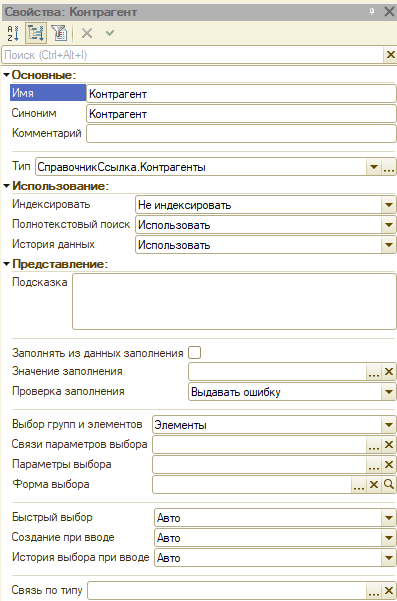 Свойства: Контрагент
Поиск (Ctrl+Alt+I)
Основные:
Имя Контрагент
Синоним Контрагент
Комментарий
Тип СправочникСсылка.Контрагенты
Использование:
Индексировать Не индексировать
Полнотекстовый поиск Использовать
История данных Использовать
Представление:
Подсказка
Заполнять из данных заполнения
Значение заполнения
Проверка заполнения Выдавать ошибку
Выбор групп и элементов Элементы
Связи параметров выбора
Параметры выбора
Форма выбора
Быстрый выбор Авто
Создание при вводе Авто
История выбора при вводе Авто
Связь по типу